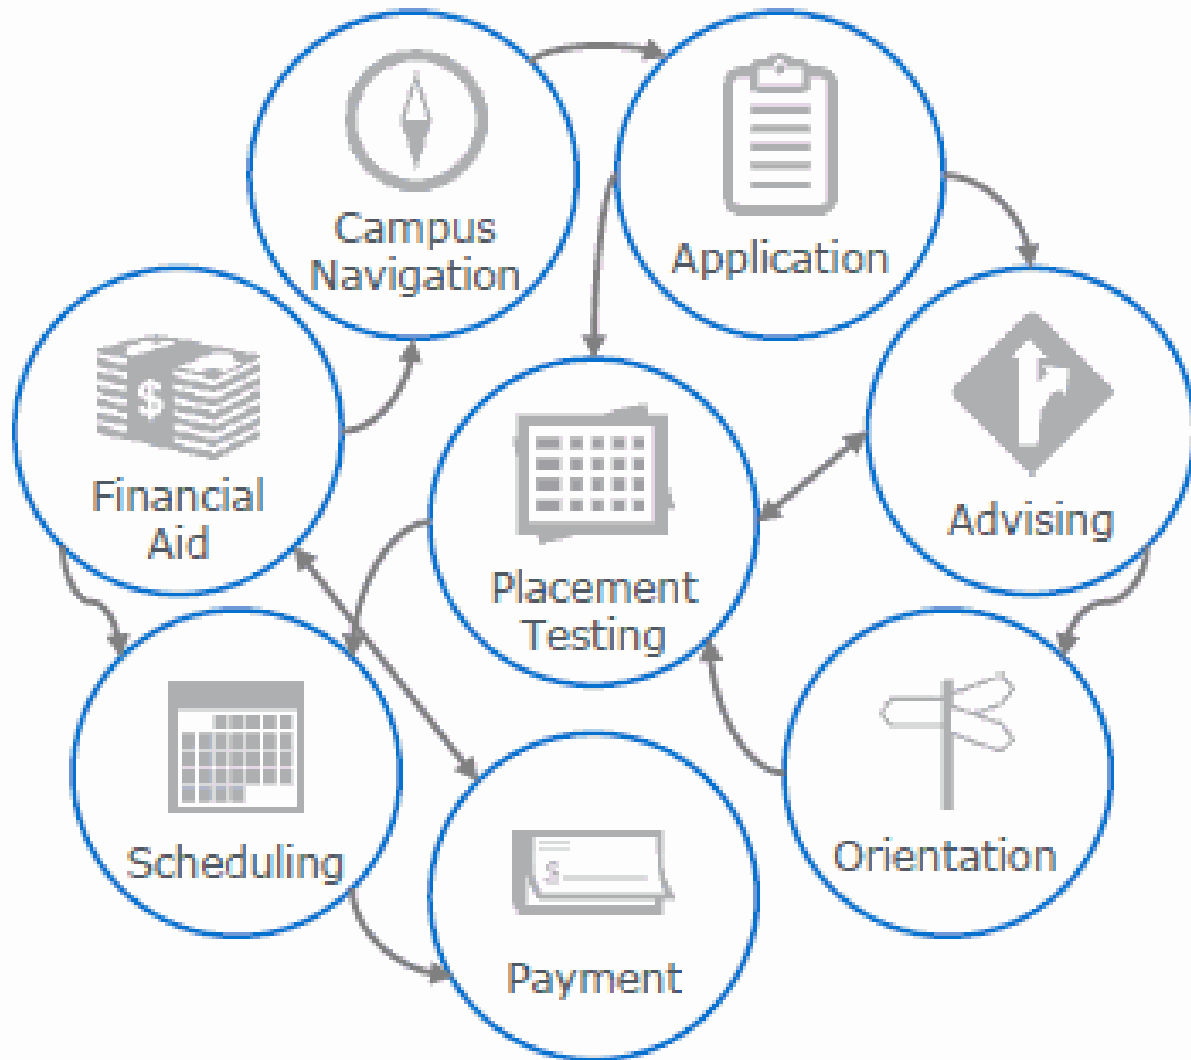 Campus
Navigation
Application
Financial
Aid
$
Placement
Testing
Advising
Scheduling
$
Payment
Orientation